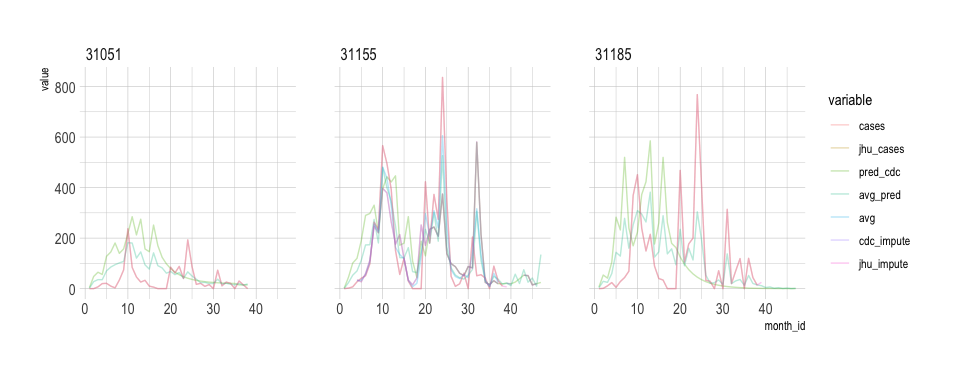 31051 31155 31185
value
800
600
400
200
0
0 10 20 30 40 0 10 20 30 40 0 10 20 30 40
month_id
variable
cases
jhu_cases
pred_cdc
avg_pred
avg
cdc_impute
jhu_impute